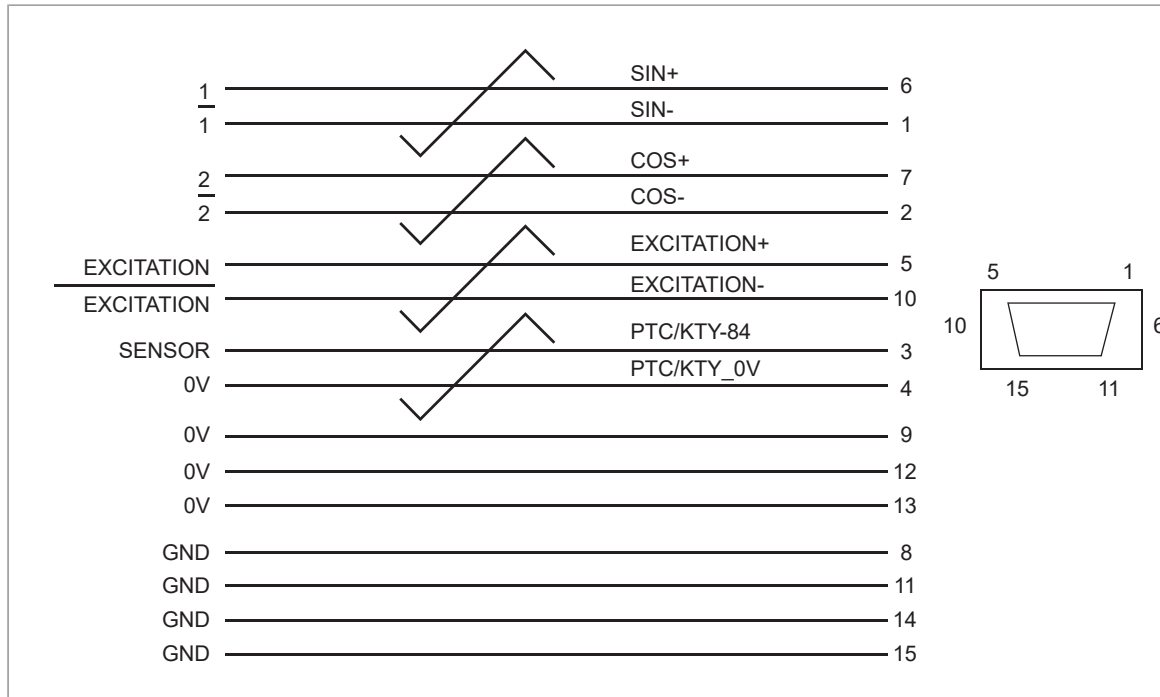 SIN+
1 6
SIN-
1 1
COS+
2 7
COS-
2 2
EXCITATION+
EXCITATION 5
EXCITATION-
EXCITATION 10
PTC/KTY-84
SENSOR 3
PTC/KTY_0V
0V 4
0V 9
0V 12
0V 13
GND 8
GND 11
GND 14
GND 15
5 1
10 6
15 11